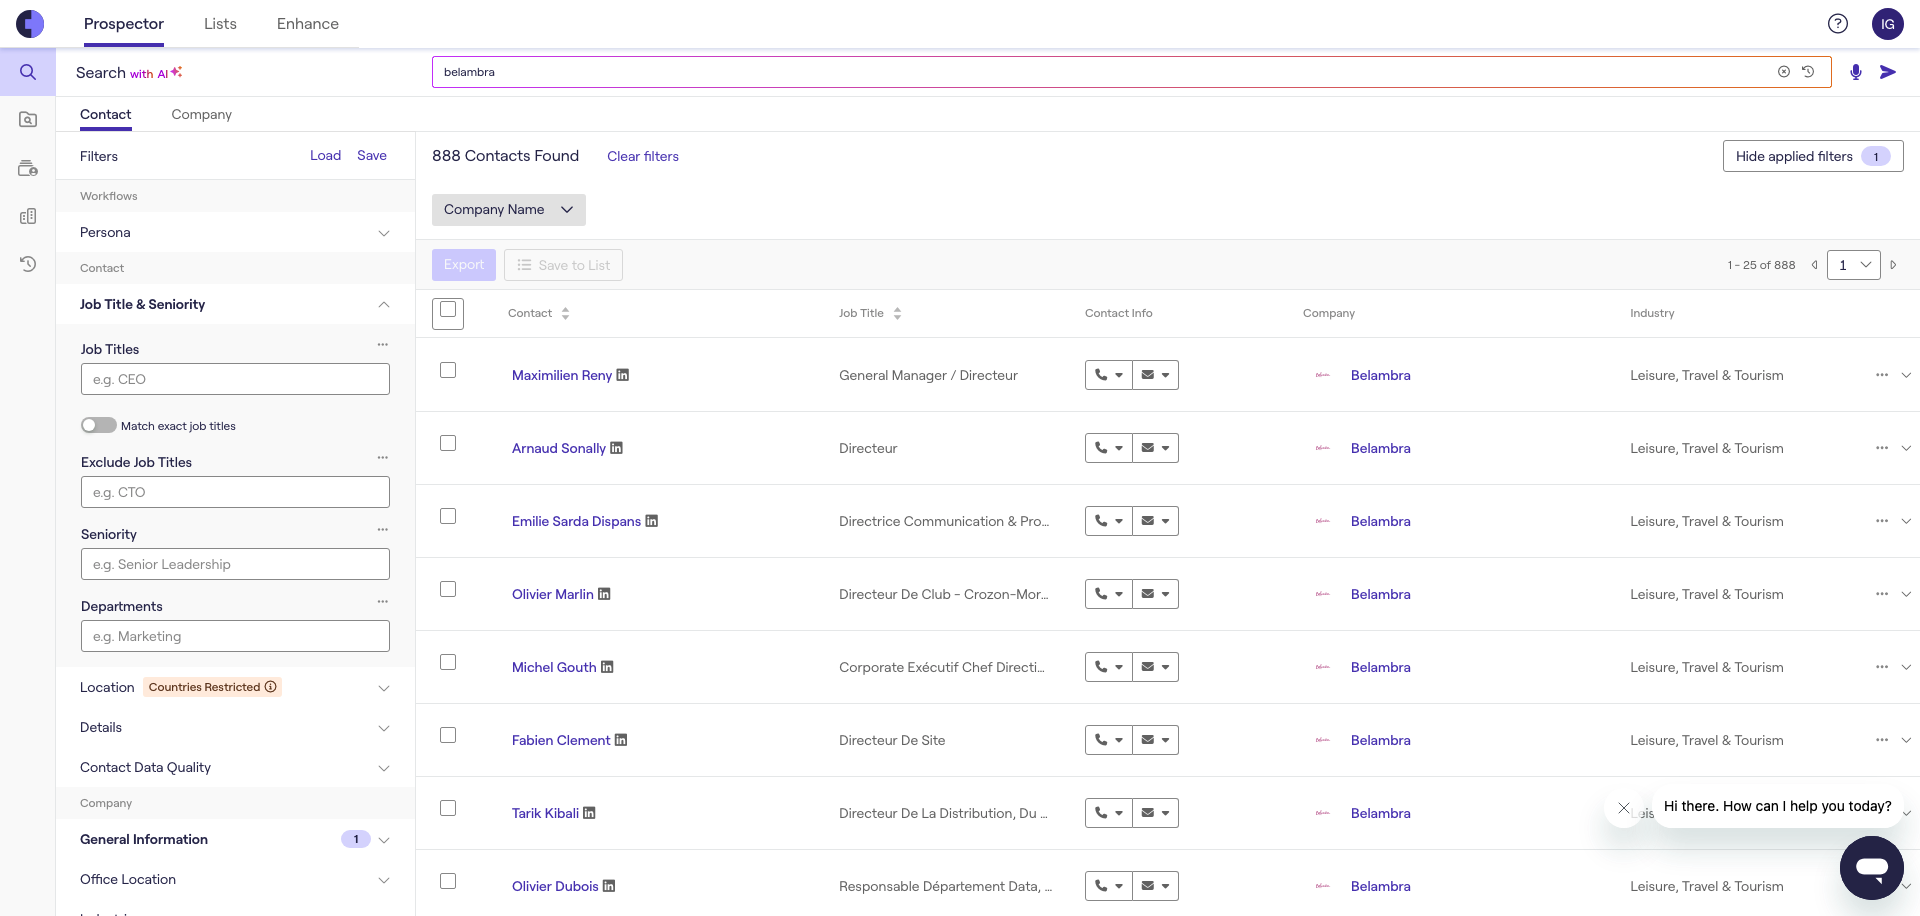 Prospector
Lists
Enhance
IG
Search with AI
belambra
Contact
Company
Filters
Load
Save
Workflows
Persona
Contact
Job Title & Seniority
Job Titles
e.g. CEO
Match exact job titles
Exclude Job Titles
e.g. CTO
Seniority
e.g. Senior Leadership
Departments
e.g. Marketing
Location
Countries Restricted
Details
Contact Data Quality
Company
General Information
1
Office Location
888 Contacts Found
Clear filters
Hide applied filters 1
Company Name
Export
Save to List
1 - 25 of 888
1
Contact Job Title Contact Info Company Industry
Maximilien Reny General Manager / Directeur Belambra Leisure, Travel & Tourism
Arnaud Sonally Directeur Belambra Leisure, Travel & Tourism
Emilie Sarda Dispans Directrice Communication & Pro... Belambra Leisure, Travel & Tourism
Olivier Marlin Directeur De Club - Crozon-Mor... Belambra Leisure, Travel & Tourism
Michel Gouth Corporate Exécutif Chef Directi... Belambra Leisure, Travel & Tourism
Fabien Clement Directeur De Site Belambra Leisure, Travel & Tourism
Tarik Kibali Directeur De La Distribution, Du ... Belambra
Hi there. How can I help you today?
Olivier Dubois Responsable Département Data, ... Belambra Leisure, Travel & Tourism